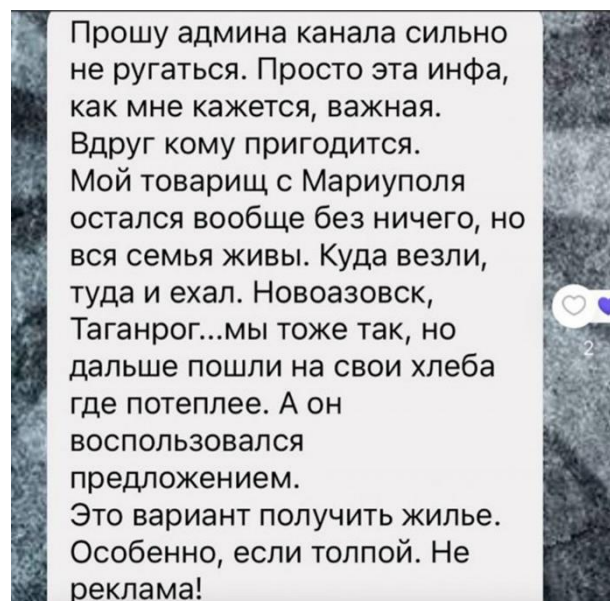 Прошу админа канала сильно
не ругаться. Просто эта инфа,
как мне кажется, важная.
Вдруг кому пригодится.
Мой товарищ с Мариуполя
остался вообще без ничего, но
вся семья живы. Куда везли,
туда и ехал. Новоазовск,
Таганрог...мы тоже так, но
дальше пошли на свои хлеба
где потеплее. А он
воспользовался
предложением.
Это вариант получить жилье.
Особенно, если толпой. Не
реклама!
2